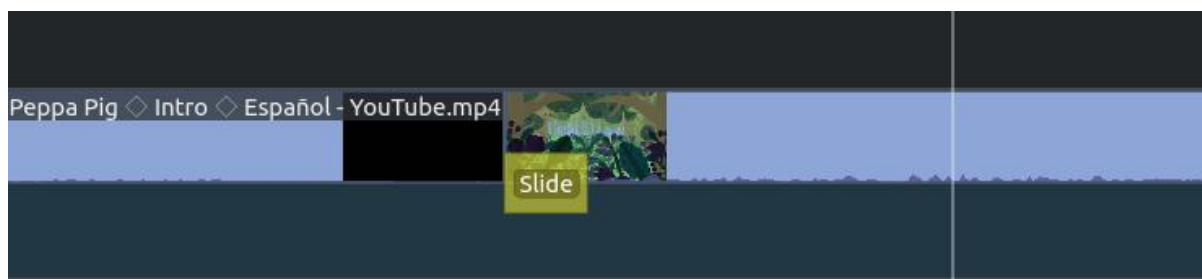 Peppa Pig ◇ Intro ◇ Español - YouTube.mp4
Slide